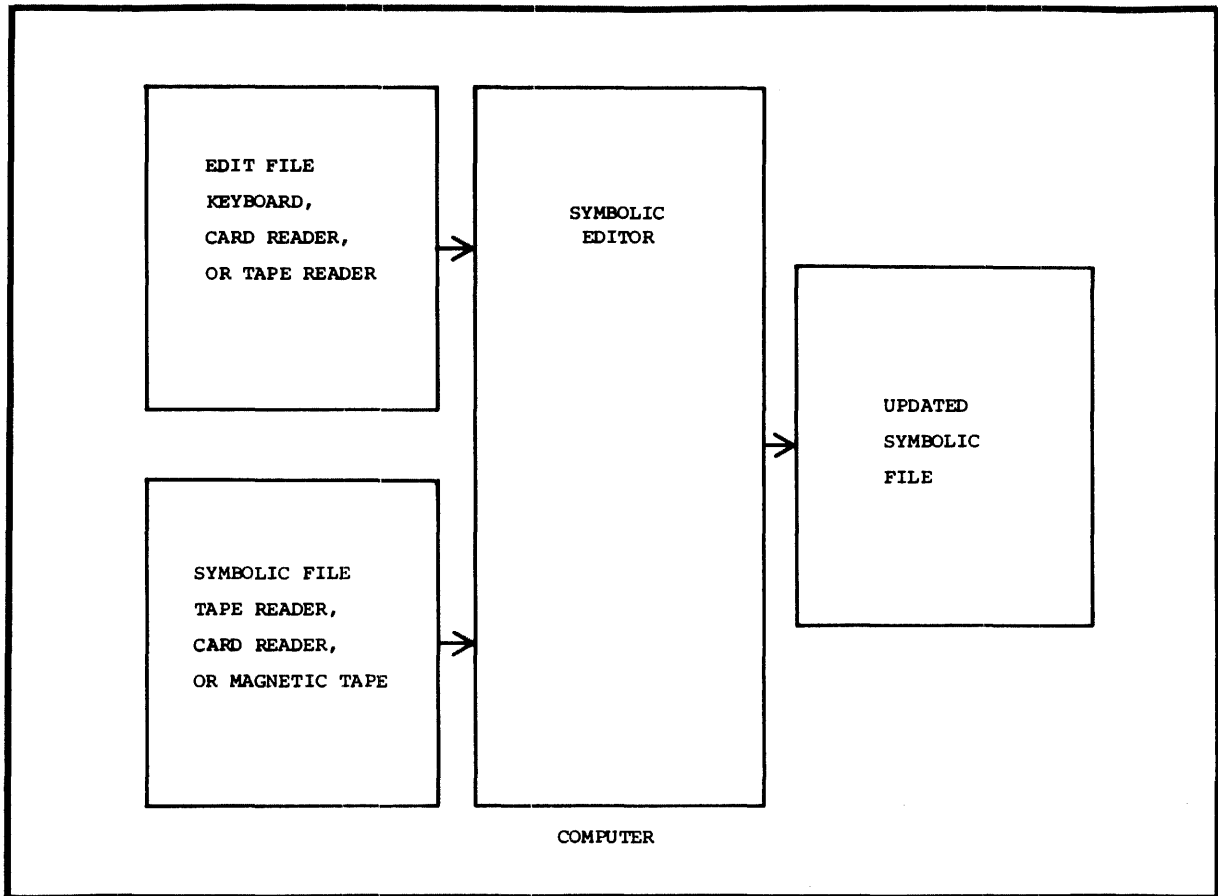 EDIT FILE
KEYBOARD,
CARD READER,
OR TAPE READER
SYMBOLIC
EDITOR
UPDATED
SYMBOLIC
FILE
SYMBOLIC FILE
TAPE READER,
CARD READER,
OR MAGNETIC TAPE
COMPUTER